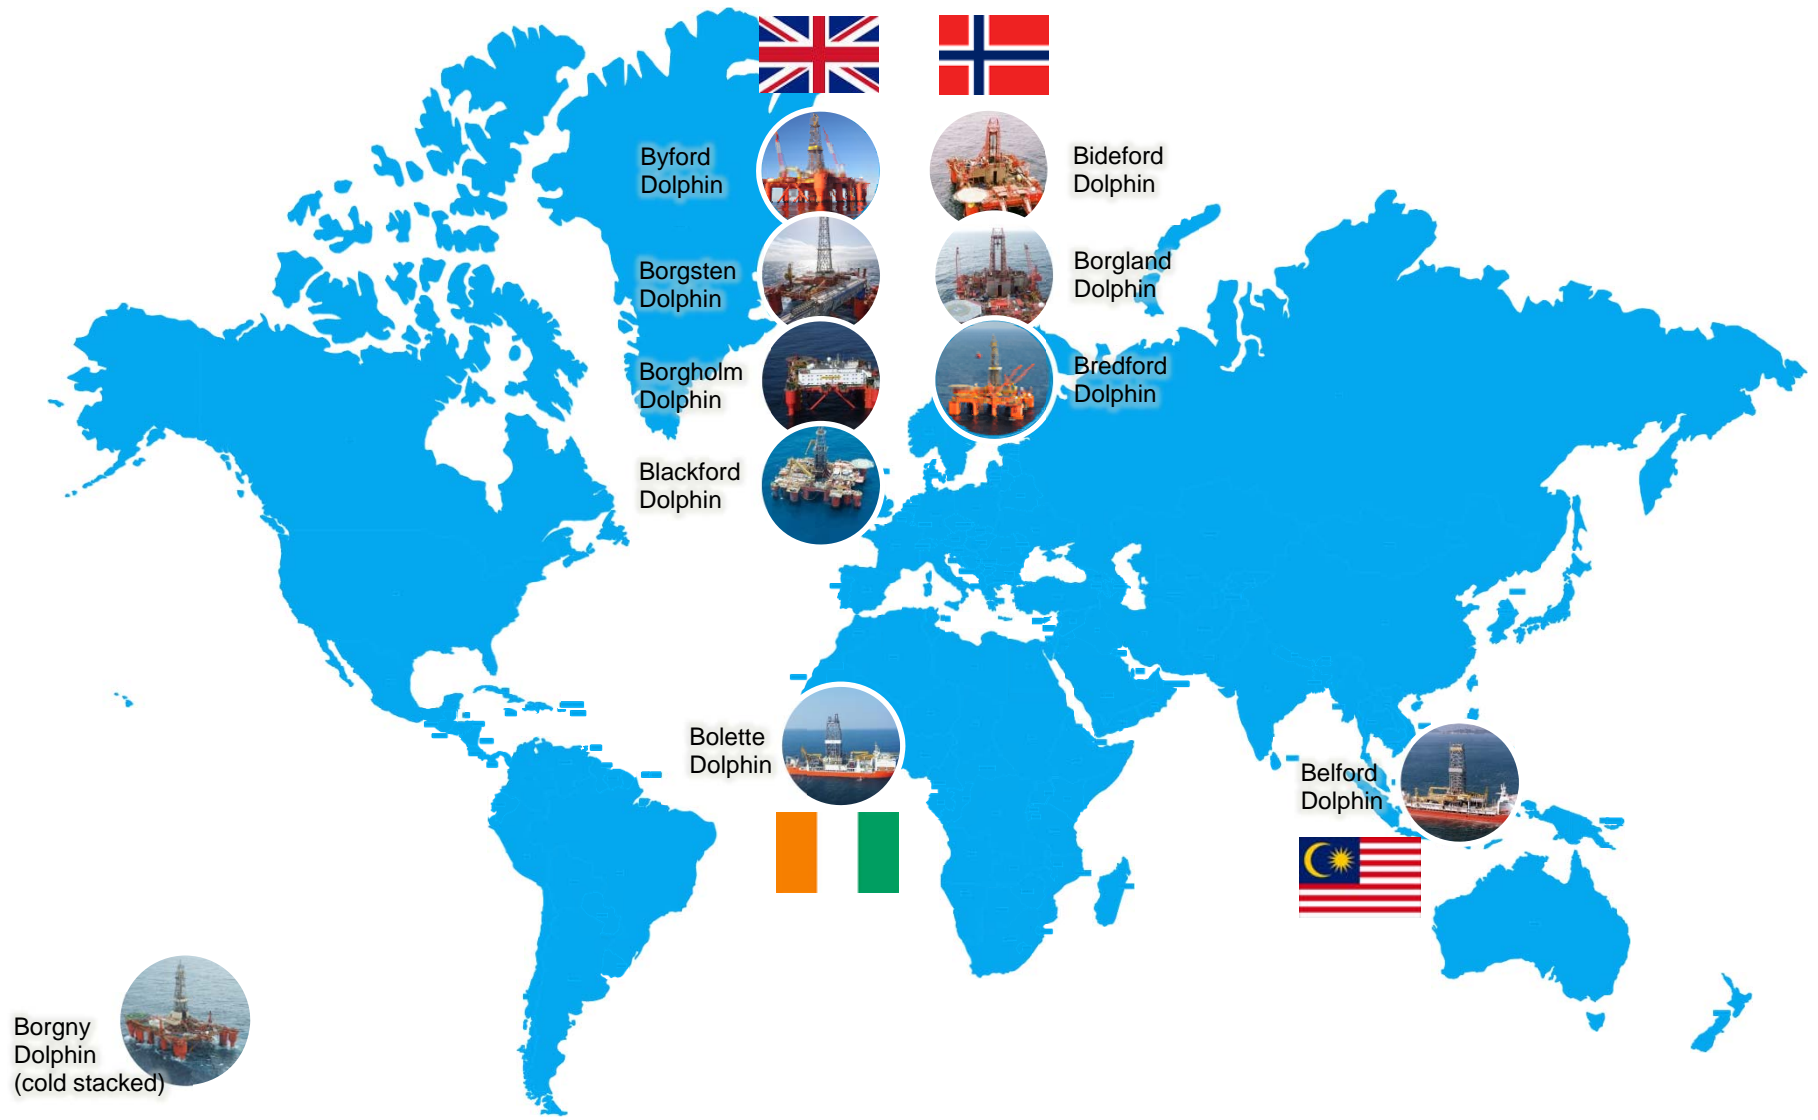 Byford
Dolphin
Bideford
Dolphin
Borgsten
Dolphin
Borgland
Dolphin
Borgholm
Dolphin
Bredford
Dolphin
Blackford
Dolphin
Bolette
Dolphin
Belford
Dolphin
Borgny
Dolphin
(cold stacked)